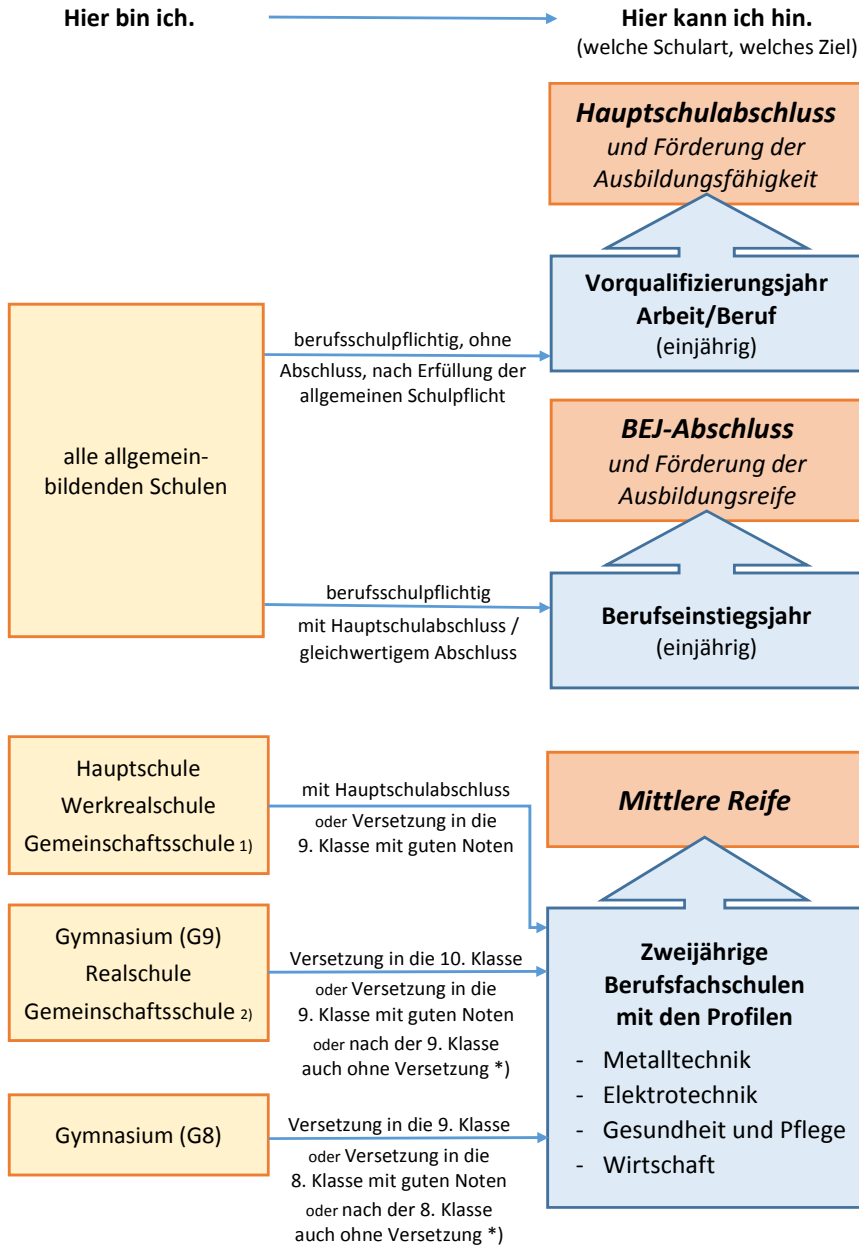 Hier bin ich.
Hier kann ich hin.
(welche Schulart, welches Ziel)
Hauptschulabschluss
und Förderung der
Ausbildungsfähigkeit
Vorqualifizierungsjahr
Arbeit/Beruf
(einjährig)
alle allgemein-
bildenden Schulen
berufsschulpflichtig, ohne
Abschluss, nach Erfüllung der
allgemeinen Schulpflicht
BEJ-Abschluss
und Förderung der
Ausbildungsreife
berufsschulpflichtig
mit Hauptschulabschluss /
gleichwertigem Abschluss
Berufseinstiegsjahr
(einjährig)
Hauptschule
Werkrealschule
Gemeinschaftsschule 1)
mit Hauptschulabschluss
oder Versetzung in die
9. Klasse mit guten Noten
Mittlere Reife
Gymnasium (G9)
Realschule
Gemeinschaftsschule 2)
Versetzung in die 10. Klasse
oder Versetzung in die
9. Klasse mit guten Noten
oder nach der 9. Klasse
auch ohne Versetzung *)
Zweijährige
Berufsfachschulen
mit den Profilen
- Metalltechnik
- Elektrotechnik
- Gesundheit und Pflege
- Wirtschaft
Gymnasium (G8)
Versetzung in die 9. Klasse
oder Versetzung in die
8. Klasse mit guten Noten
oder nach der 8. Klasse
auch ohne Versetzung *)